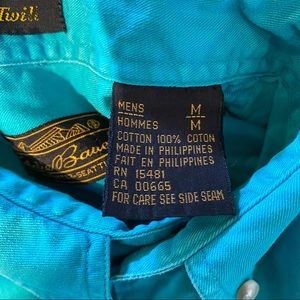 Twill
MENS M
HOMMES M
COTTON 100% COTON
MADE IN PHILIPPINES
FAIT EN PHILIPPINES
RN 15481
CA 00665
FOR CARE SEE SIDE SEAM